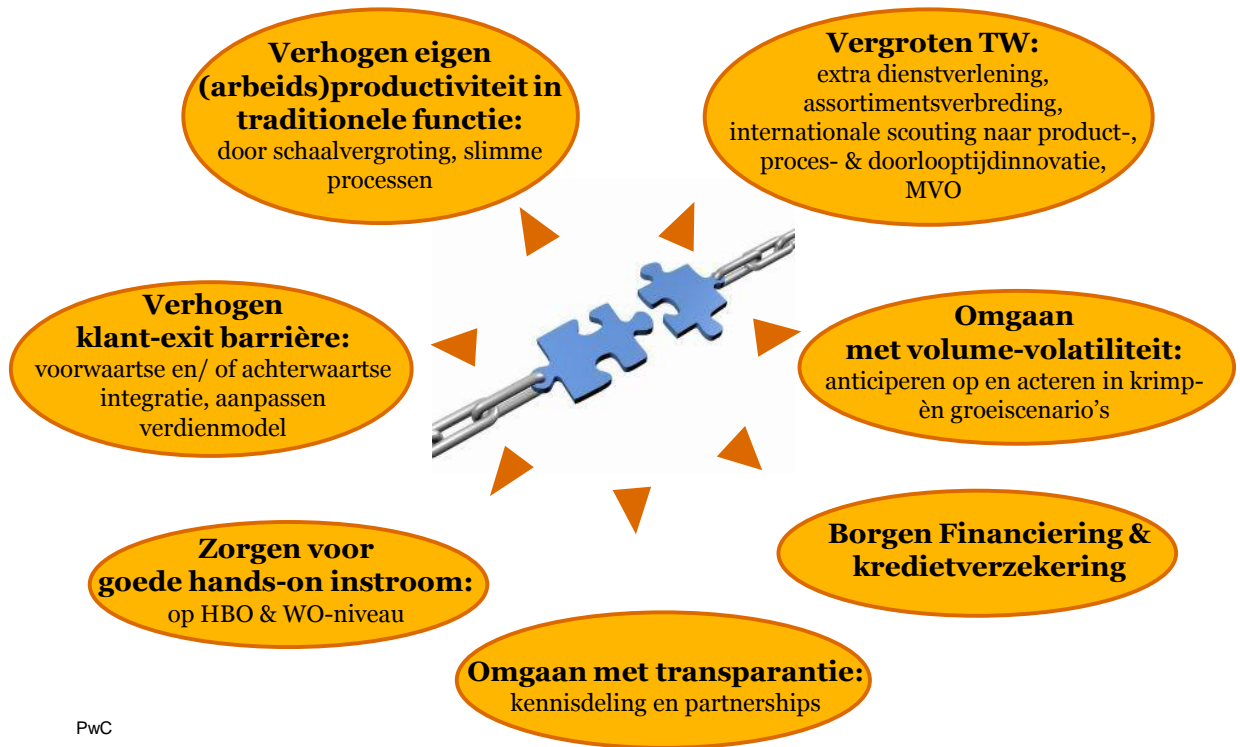 Verhogen eigen
(arbeids)productiviteit in
traditionele functie:
door schaalvergroting, slimme
processen
Vergroten TW:
extra dienstverlening,
assortimentsverbreding,
internationale scouting naar product-,
proces- & doorlooptijdinnovatie,
MVO
Verhogen
klant-exit barrière:
voorwaartse en/ of achterwaartse
integratie, aanpassen
verdienmodel
Omgaan
met volume-volatiliteit:
anticiperen op en acteren in krimp-
èn groeiscenario’s
Zorgen voor
goede hands-on instroom:
op HBO & WO-niveau
Borgen Financiering &
kredietverzekering
Omgaan met transparantie:
kennisdeling en partnerships
PwC